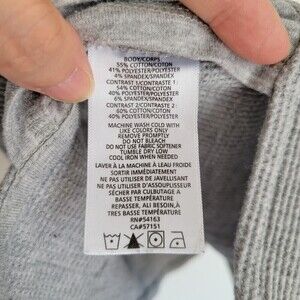 BODY/CORPS
55% COTTON/COTON
41% POLYESTER/POLYESTER
4% SPANDEX/SPANDEX
CONTRAST 1/CONTRASTE 1
54% COTTON/COTON
40% POLYESTER/POLYESTER
6% SPANDEX/SPANDEX
CONTRAST 2/CONTRASTE 2
60% COTTON/COTON
40% POLYESTER/POLYESTER
MACHINE WASH COLD WITH
LIKE COLORS ONLY
REMOVE PROMPTLY
DO NOT BLEACH
DO NOT USE FABRIC SOFTENER
TUMBLE DRY LOW
COOL IRON WHEN NEEDED
LAVER À LA MACHINE À L'EAU FROIDE
SORTIR IMMÉDIATEMENT
NE PAS UTILISER DE JAVELLISANT
NE PAS UTILISER D'ASSOUPLISSEUR
SÉCHER PAR CULBUTAGE À
TRES BASSE TEMPÉRATURE
REPASSER, ALI BESOIN, À
TRES BASSE TEMPÉRATURE
RN#54163
CA#57151